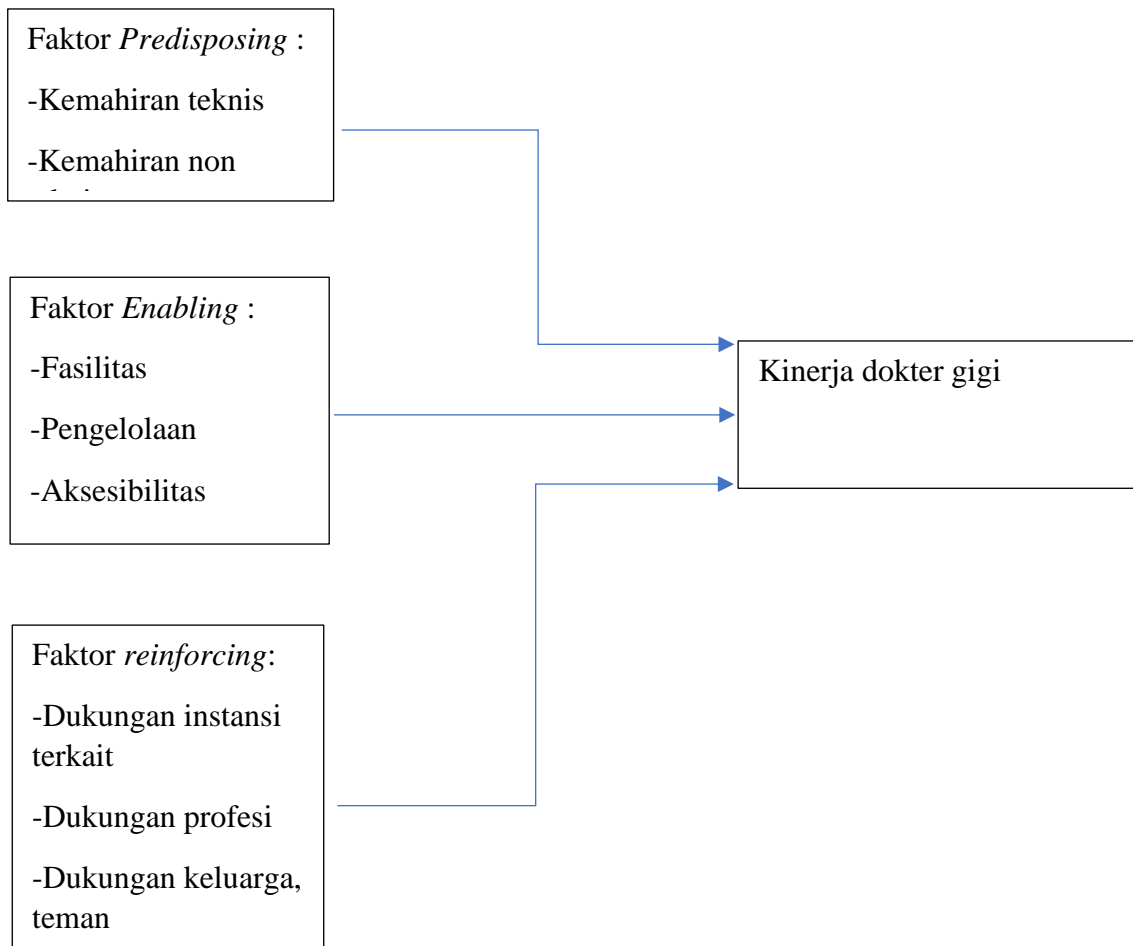 Faktor Predisposing :
-Kemahiran teknis
-Kemahiran non
Faktor Enabling :
-Fasilitas
-Pengelolaan
-Aksesibilitas
Kinerja dokter gigi
Faktor reinforcing:
-Dukungan instansi
terkait
-Dukungan profesi
-Dukungan keluarga,
teman